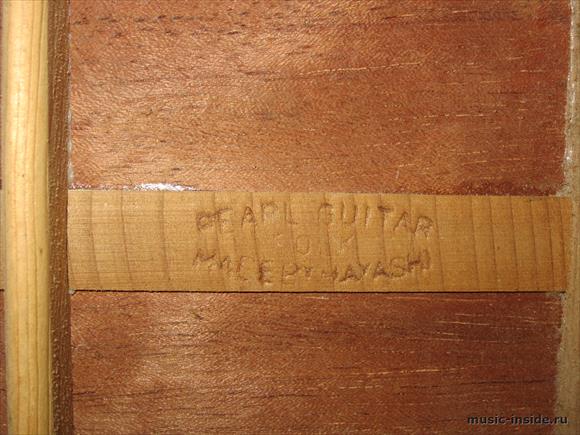 PEARL GUITAR
MADE BY HAYASHI
music-inside.ru